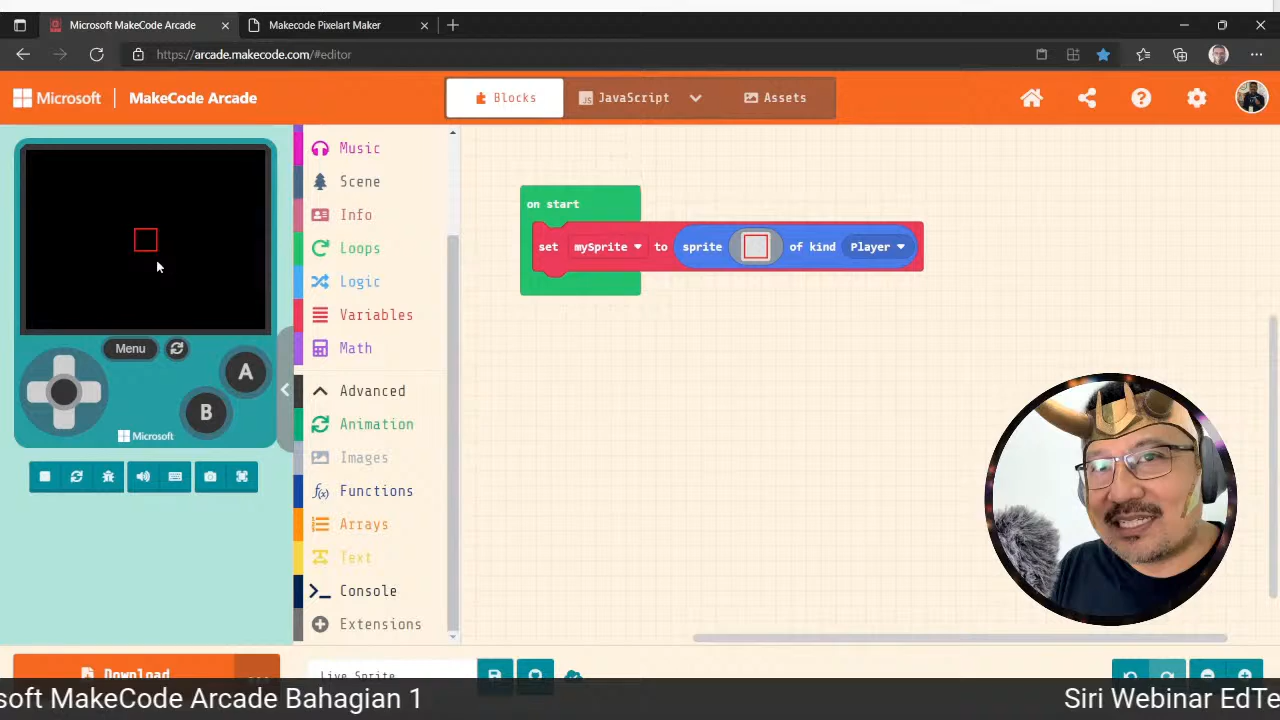 Microsoft MakeCode Arcade
Makecode Pixelart Maker
https://arcade.makecode.com/#editor
Microsoft
MakeCode Arcade
Blocks
JavaScript
Assets
Music
Scene
Info
Loops
Logic
Variables
Math
Advanced
Animation
Images
Functions
Arrays
Text
Console
Extensions
on start
set mySprite to sprite of kind Player
Menu
A
B
Microsoft
Download
Live Sprite
soft MakeCode Arcade Bahagian 1
Siri Webinar EdTe